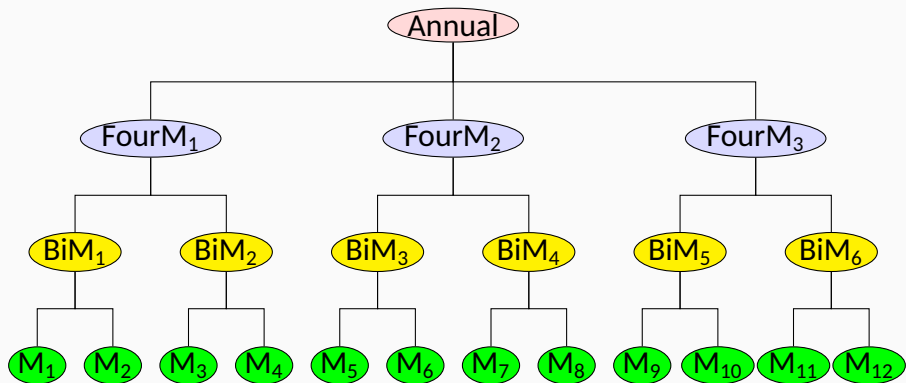 Annual
FourM₁ FourM₂ FourM₃
BiM₁ BiM₂ BiM₃ BiM₄ BiM₅ BiM₆
M₁ M₂ M₃ M₄ M₅ M₆ M₇ M₈ M₉ M₁₀ M₁₁ M₁₂